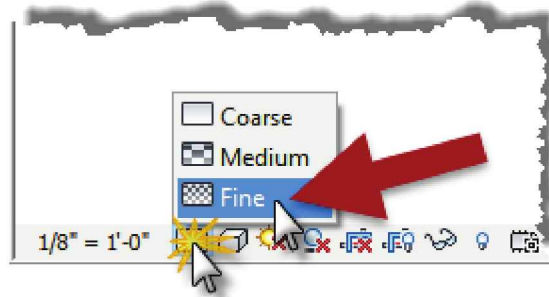 Coarse
Medium
Fine
1/8" = 1'-0"